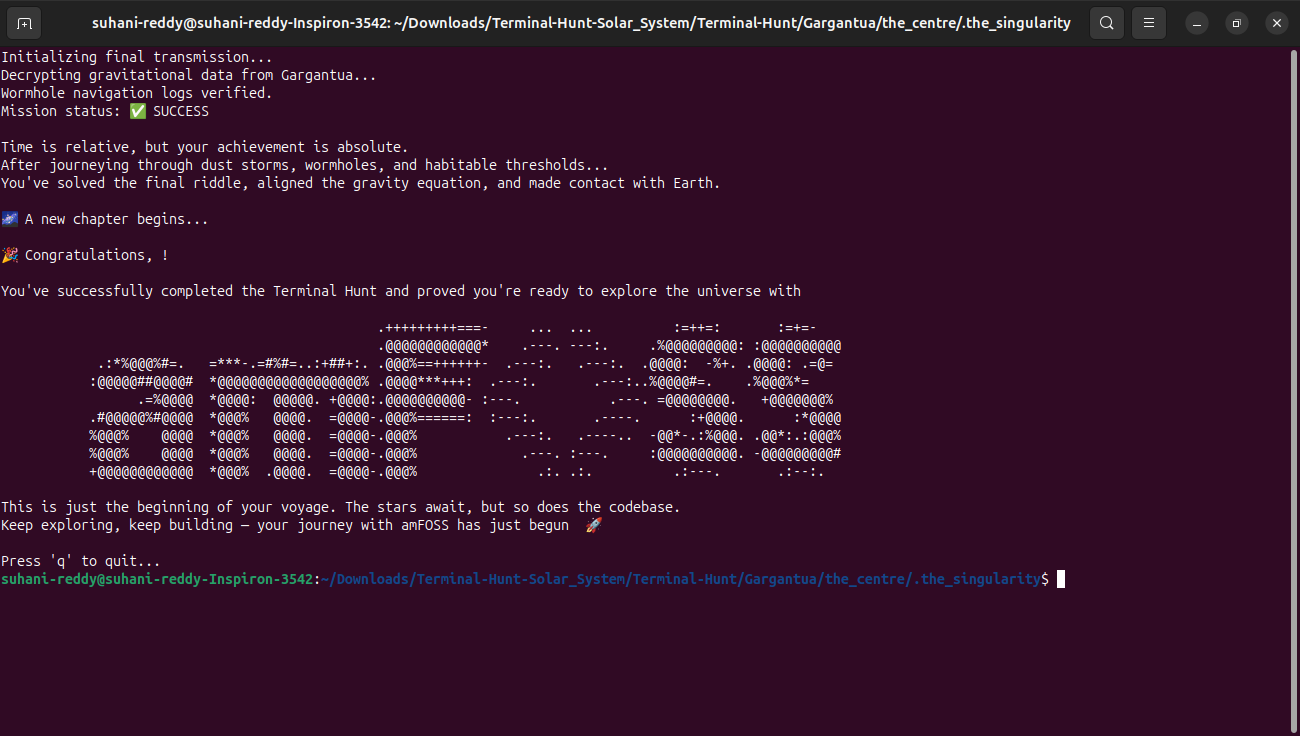 suhani-reddy@suhani-reddy-Inspiron-3542: ~/Downloads/Terminal-Hunt-Solar_System/Terminal-Hunt/Gargantua/the_centre/.the_singularity
Initializing final transmission...
Decrypting gravitational data from Gargantua...
Wormhole navigation logs verified.
Mission status: ✅ SUCCESS
Time is relative, but your achievement is absolute.
After journeying through dust storms, wormholes, and habitable thresholds...
You've solved the final riddle, aligned the gravity equation, and made contact with Earth.
🌌 A new chapter begins...
🎉 Congratulations, !
You've successfully completed the Terminal Hunt and proved you're ready to explore the universe with
amFOSS
This is just the beginning of your voyage. The stars await, but so does the codebase.
Keep exploring, keep building — your journey with amFOSS has just begun 🚀
Press 'q' to quit...
suhani-reddy@suhani-reddy-Inspiron-3542:~/Downloads/Terminal-Hunt-Solar_System/Terminal-Hunt/Gargantua/the_centre/.the_singularity$